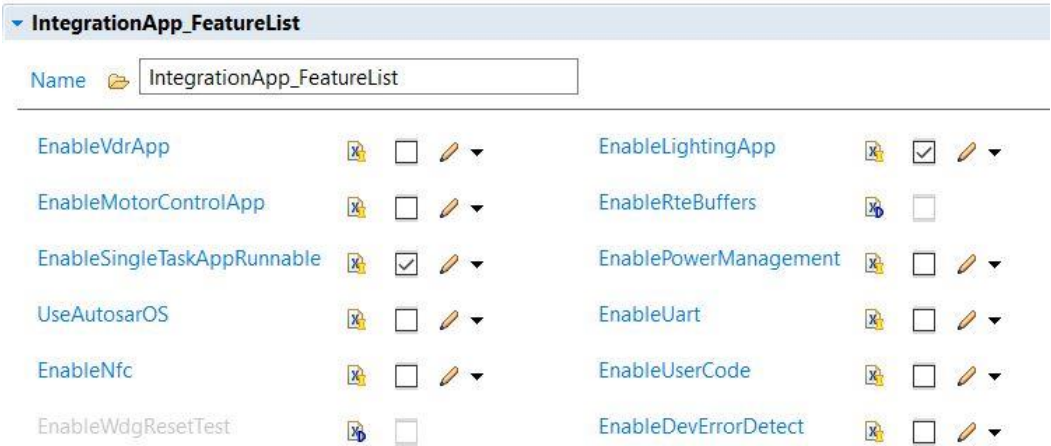 IntegrationApp_FeatureList
Name IntegrationApp_FeatureList
EnableVdrApp EnableLightingApp
EnableMotorControlApp EnableRteBuffers
EnableSingleTaskAppRunnable EnablePowerManagement
UseAutosarOS EnableUart
EnableNfc EnableUserCode
EnableWdgResetTest EnableDevErrorDetect